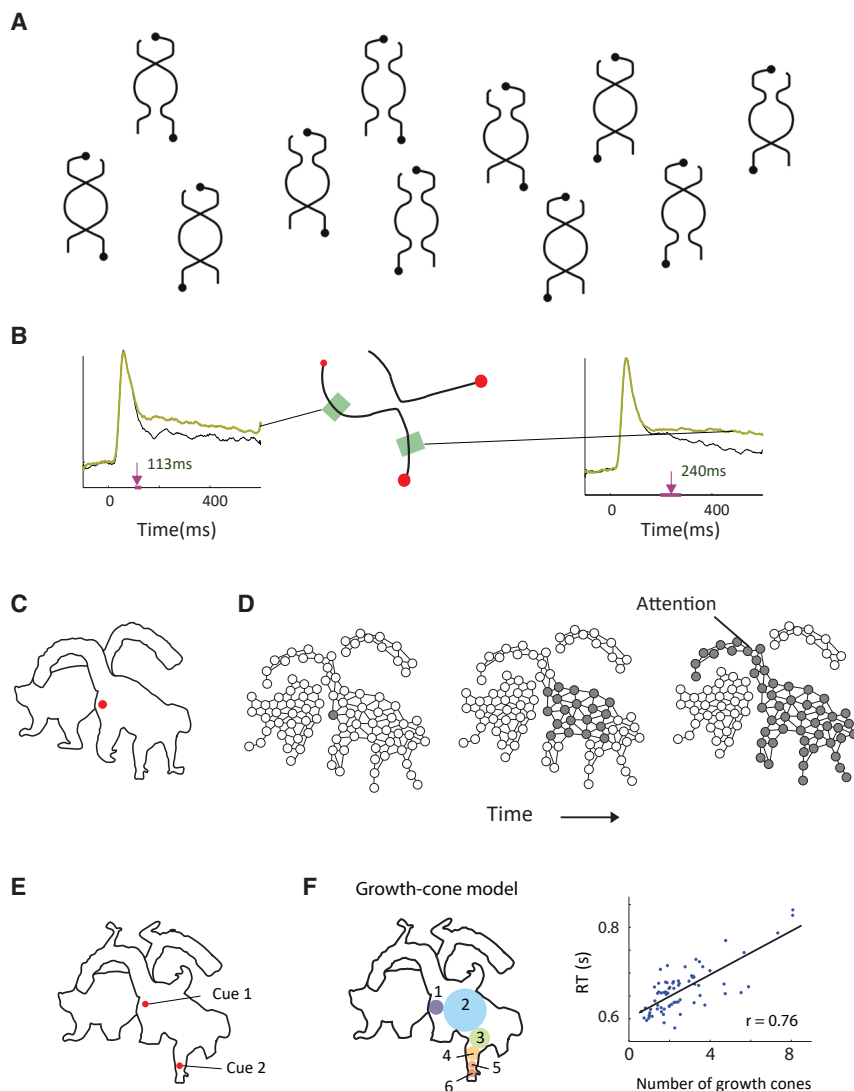 A
B
113ms
0 400
Time(ms)
240ms
0 400
Time(ms)
C
D
Attention
Time
E
Cue 1
Cue 2
F
Growth-cone model
1
2
3
4
5
6
RT (s)
0.8
0.6
r = 0.76
0 4 8
Number of growth cones